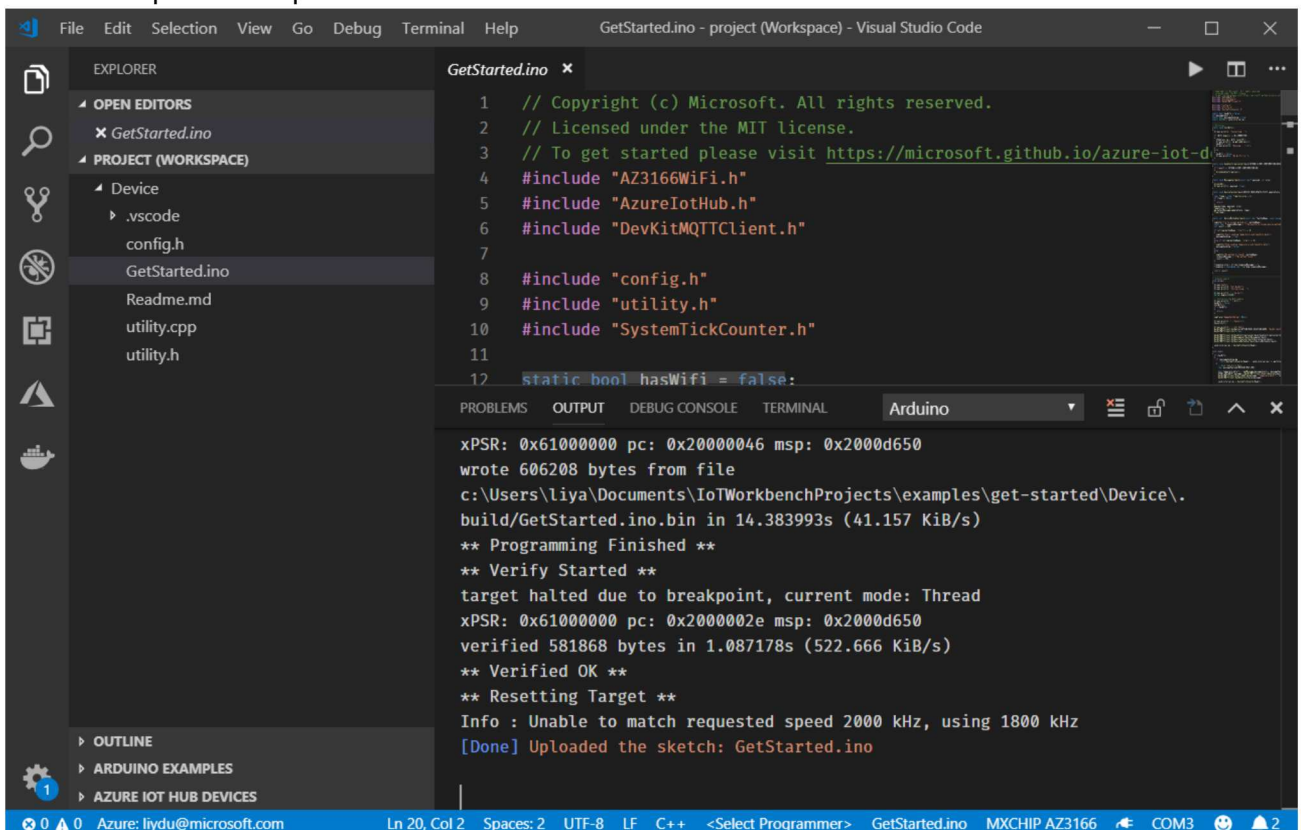 File Edit Selection View Go Debug Terminal Help GetStarted.ino - project (Workspace) - Visual Studio Code
EXPLORER
OPEN EDITORS
GetStarted.ino
PROJECT (WORKSPACE)
Device
.vscode
config.h
GetStarted.ino
Readme.md
utility.cpp
utility.h
OUTLINE
ARDUINO EXAMPLES
1
AZURE IOT HUB DEVICES
GetStarted.ino
1 // Copyright (c) Microsoft. All rights reserved.
2 // Licensed under the MIT license.
3 // To get started please visit https://microsoft.github.io/azure-iot-d
4 #include "AZ3166WiFi.h"
5 #include "AzureIotHub.h"
6 #include "DevKitMQTTClient.h"
7
8 #include "config.h"
9 #include "utility.h"
10 #include "SystemTickCounter.h"
11
12 static bool hasWifi = false;
PROBLEMS OUTPUT DEBUG CONSOLE TERMINAL Arduino
xPSR: 0x61000000 pc: 0x20000046 msp: 0x2000d650
wrote 606208 bytes from file
c:\Users\liya\Documents\IoTWorkbenchProjects\examples\get-started\Device\.
build/GetStarted.ino.bin in 14.383993s (41.157 KiB/s)
** Programming Finished **
** Verify Started **
target halted due to breakpoint, current mode: Thread
xPSR: 0x61000000 pc: 0x2000002e msp: 0x2000d650
verified 581868 bytes in 1.087178s (522.666 KiB/s)
** Verified OK **
** Resetting Target **
Info : Unable to match requested speed 2000 kHz, using 1800 kHz
[Done] Uploaded the sketch: GetStarted.ino
0 0 Azure: liydu@microsoft.com Ln 20, Col 2 Spaces: 2 UTF-8 LF C++ <Select Programmer> GetStarted.ino MXCHIP AZ3166 COM3 2